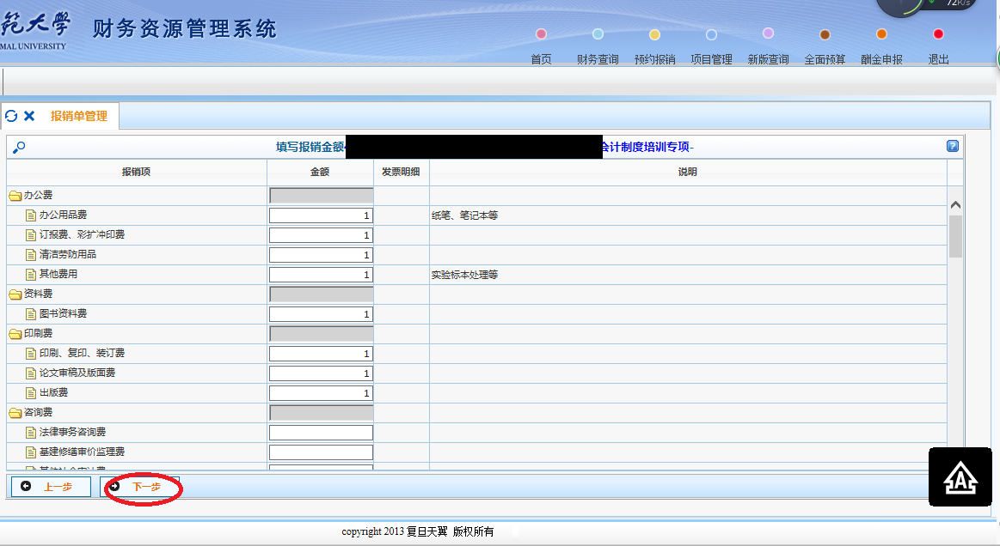 72K/s
范大學 财务资源管理系统
MAL UNIVERSITY
首页 财务查询 预约报销 项目管理 新版查询 全面预算 酬金申报 退出
报销单管理
填写报销金额 会计制度培训专项-
报销项 金额 发票明细 说明
办公费
办公用品费 1 纸笔、笔记本等
订报费、彩扩冲印费 1
清洁劳防用品 1
其他费用 1 实验标本处理等
资料费
图书资料费 1
印刷费
印刷、复印、装订费 1
论文审稿及版面费 1
出版费 1
咨询费
法律事务咨询费
基建修缮审价监理费
上一步 下一步
A
copyright 2013 复旦天翼 版权所有